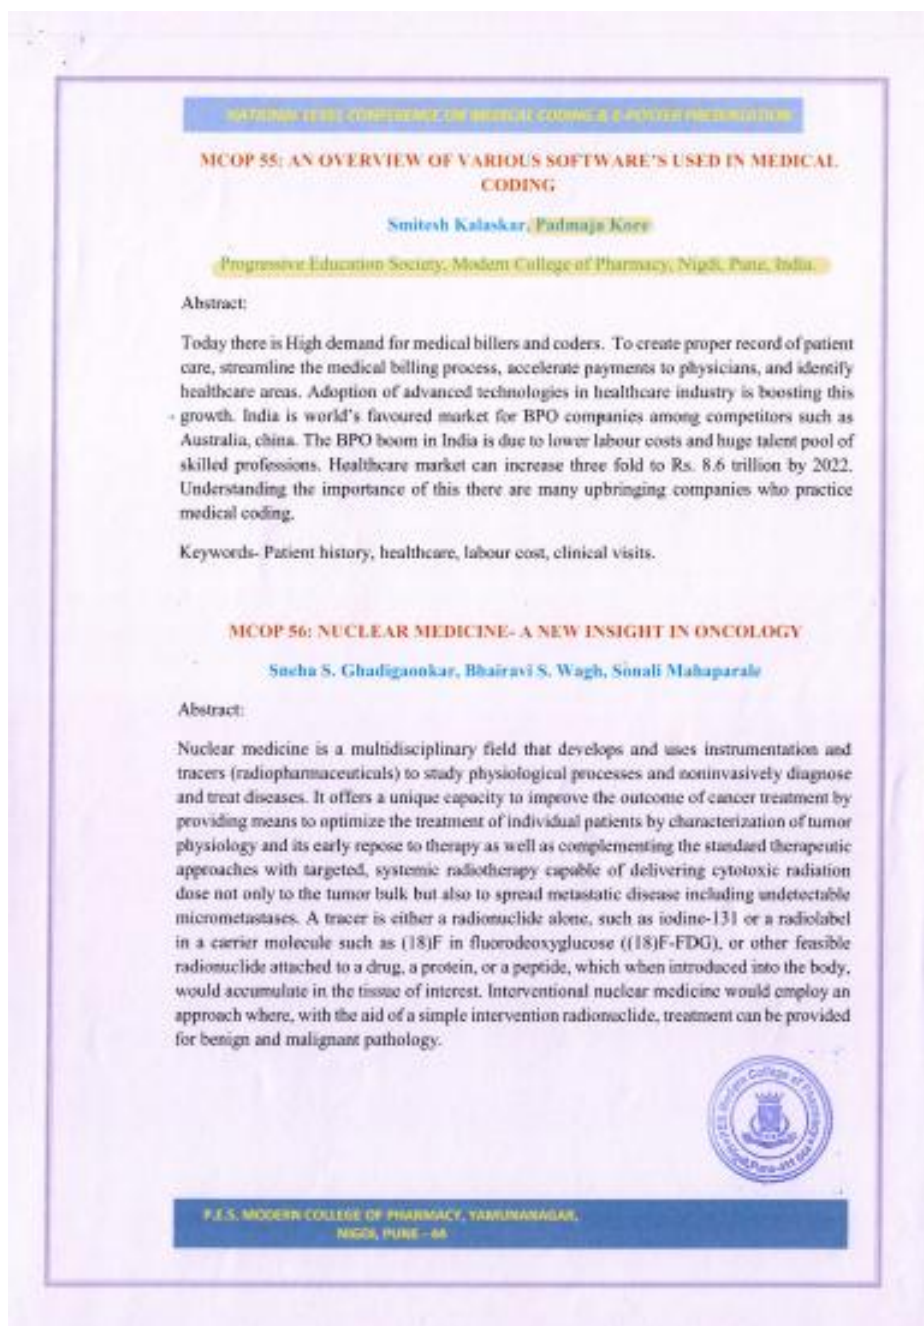 NATIONAL LEVEL CONFERENCE ON MEDICAL CODING & E-POSTER PRESENTATION
MCOP 55: AN OVERVIEW OF VARIOUS SOFTWARE'S USED IN MEDICAL
CODING
Smitesh Kalaskar, Padmaja Kore
Progressive Education Society, Modern College of Pharmacy, Nigdi, Pune, India.
Abstract:
Today there is High demand for medical billers and coders. To create proper record of patient
care, streamline the medical billing process, accelerate payments to physicians, and identify
healthcare areas. Adoption of advanced technologies in healthcare industry is boosting this
growth. India is world's favoured market for BPO companies among competitors such as
Australia, china. The BPO boom in India is due to lower labour costs and huge talent pool of
skilled professions. Healthcare market can increase three fold to Rs. 8.6 trillion by 2022.
Understanding the importance of this there are many upbringing companies who practice
medical coding.
Keywords- Patient history, healthcare, labour cost, clinical visits.
MCOP 56: NUCLEAR MEDICINE- A NEW INSIGHT IN ONCOLOGY
Sneha S. Ghadigaonkar, Bhairavi S. Wagh, Sonali Mahaparale
Abstract:
Nuclear medicine is a multidisciplinary field that develops and uses instrumentation and
tracers (radiopharmaceuticals) to study physiological processes and noninvasively diagnose
and treat diseases. It offers a unique capacity to improve the outcome of cancer treatment by
providing means to optimize the treatment of individual patients by characterization of tumor
physiology and its early repose to therapy as well as complementing the standard therapeutic
approaches with targeted, systemic radiotherapy capable of delivering cytotoxic radiation
dose not only to the tumor bulk but also to spread metastatic disease including undetectable
micrometastases. A tracer is either a radionuclide alone, such as iodine-131 or a radiolabel
in a carrier molecule such as (18)F in fluorodeoxyglucose ((18)F-FDG), or other feasible
radionuclide attached to a drug, a protein, or a peptide, which when introduced into the body,
would accumulate in the tissue of interest. Interventional nuclear medicine would employ an
approach where, with the aid of a simple intervention radionuclide, treatment can be provided
for benign and malignant pathology.
P.E.S. Modern College of Pharmacy
Nigdi, Pune-411 044
P.E.S. MODERN COLLEGE OF PHARMACY, YAMUNANAGAR,
NIGDI, PUNE - 44